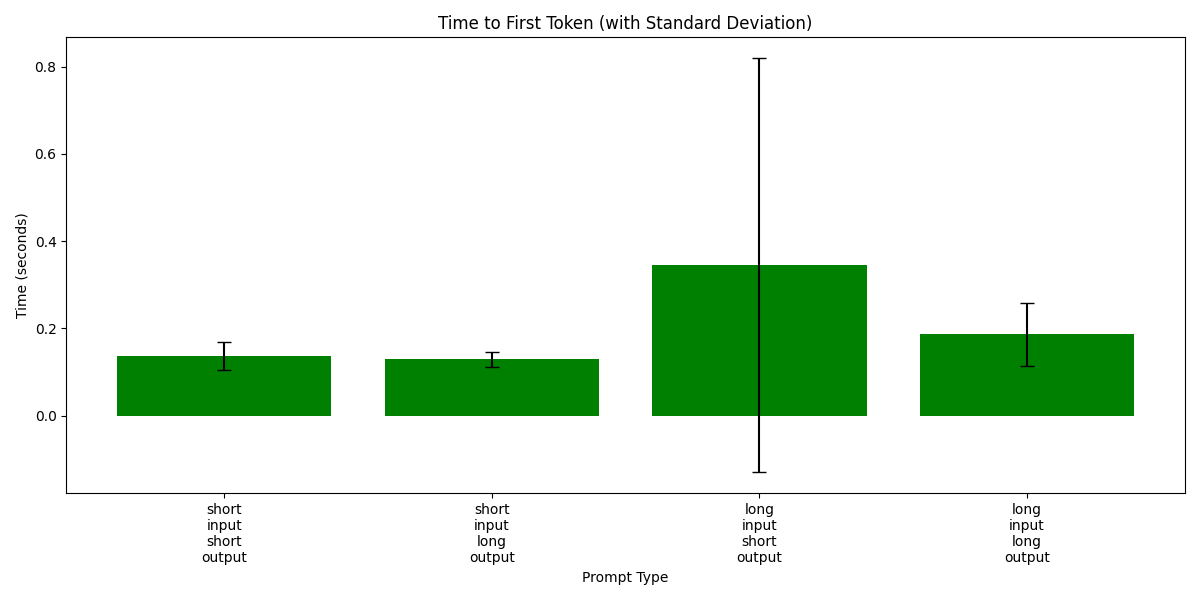 Time to First Token (with Standard Deviation)
Time (seconds)
0.8
0.6
0.4
0.2
0.0
short
input
short
output
short
input
long
output
long
input
short
output
long
input
long
output
Prompt Type